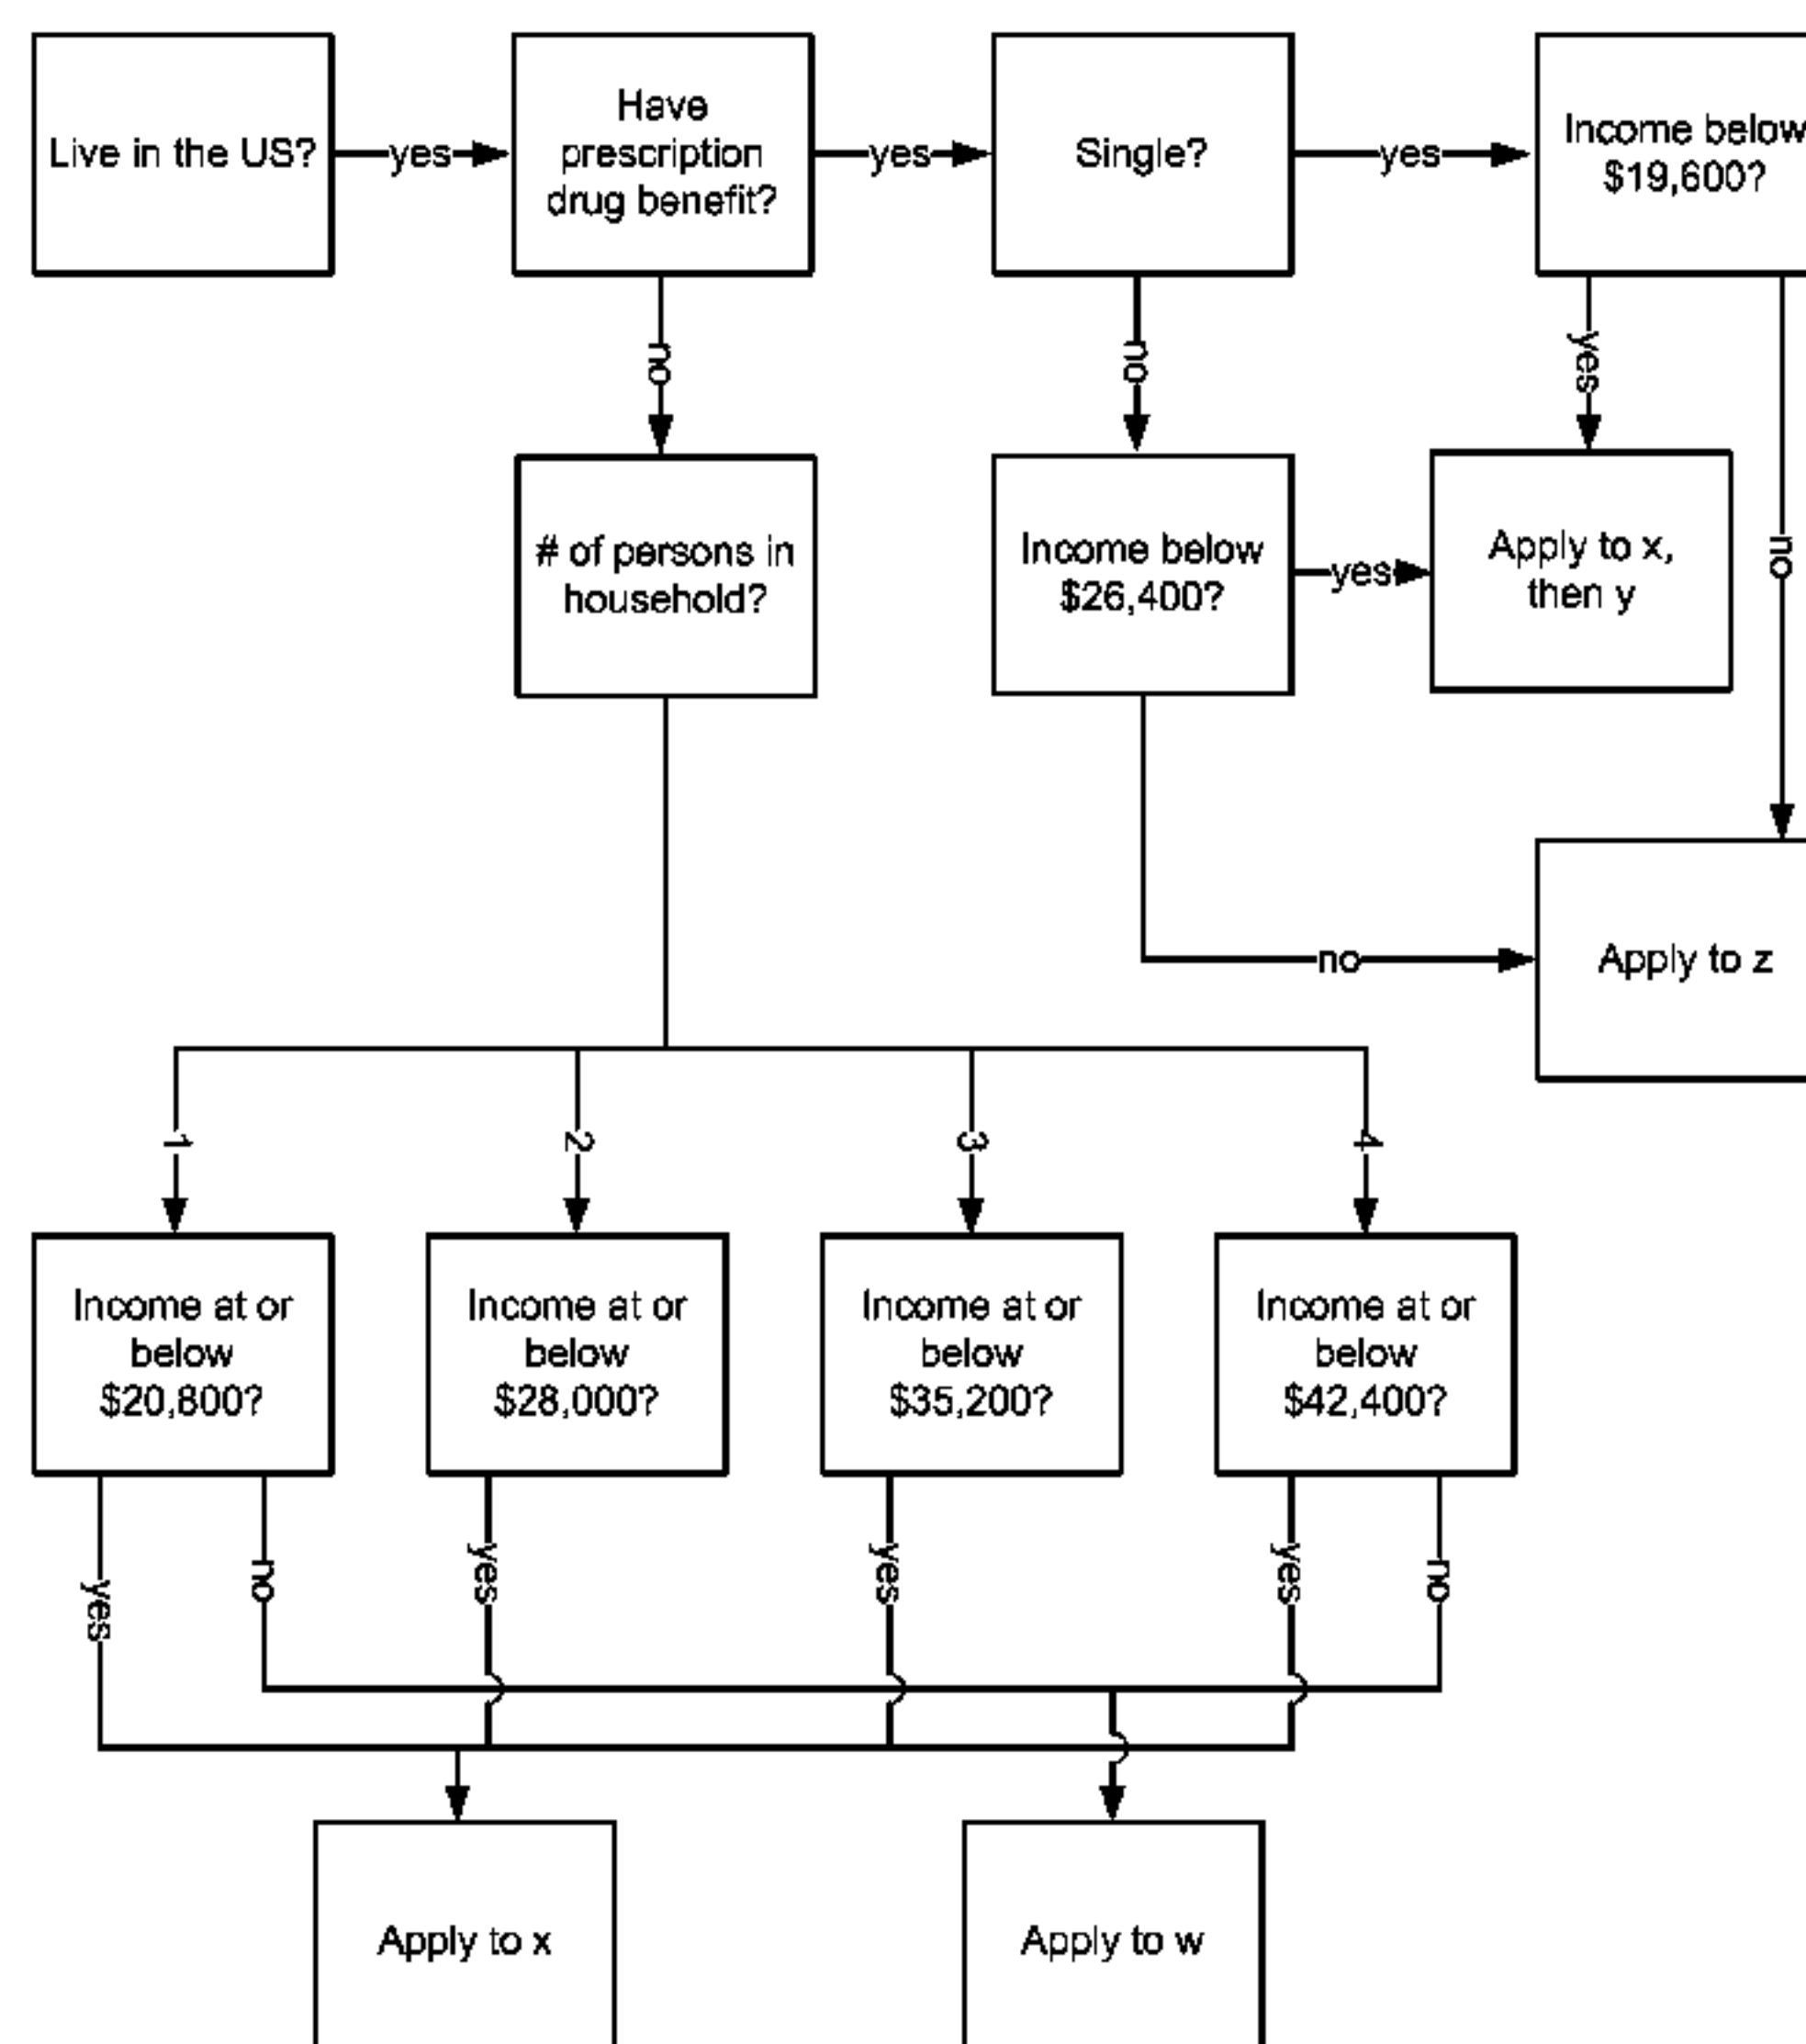 Live in the US?
yes
Have
prescription
drug benefit?
yes
Single?
yes
Income below
$19,600?
no
no
yes
no
# of persons in
household?
Income below
$26,400?
yes
Apply to x,
then y
no
Apply to z
1
2
3
4
Income at or
below
$20,800?
Income at or
below
$28,000?
Income at or
below
$35,200?
Income at or
below
$42,400?
yes
no
yes
yes
yes
no
Apply to x
Apply to w